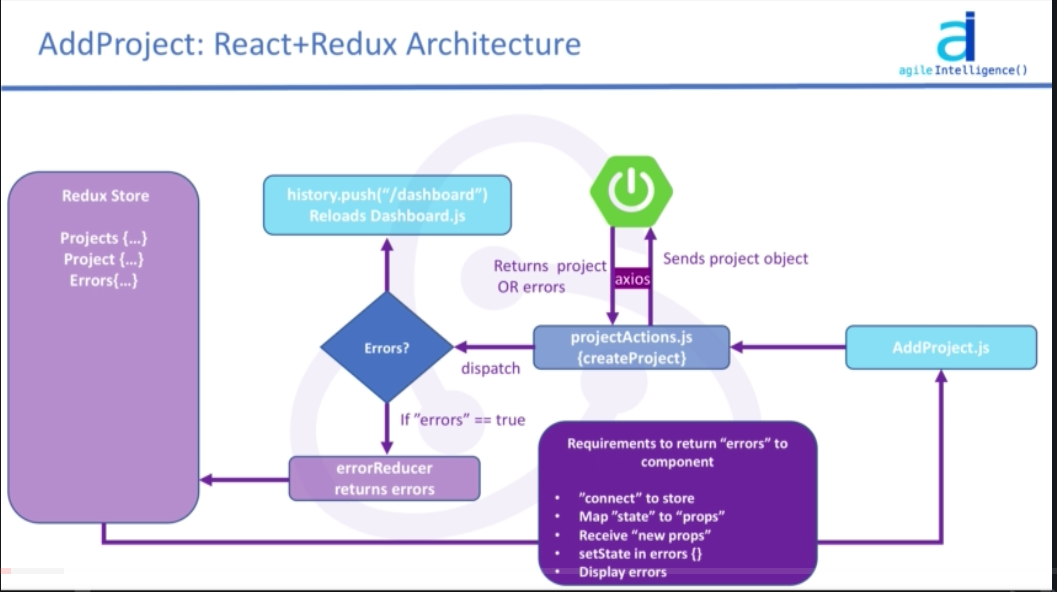 AddProject: React+Redux Architecture
ai
agileIntelligence()
Redux Store
Projects {...}
Project {...}
Errors{...}
history.push(“/dashboard”)
Reloads Dashboard.js
Returns project
OR errors
axios
Sends project object
Errors?
dispatch
projectActions.js
{createProject}
AddProject.js
If ”errors” == true
errorReducer
returns errors
Requirements to return “errors” to
component
• ”connect” to store
• Map ”state” to “props”
• Receive “new props”
• setState in errors {}
• Display errors